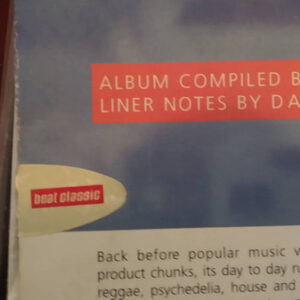 ALBUM COMPILED B
LINER NOTES BY DA
beat classic
Back before popular music
product chunks, its day to day
reggae, psychedelia, house and